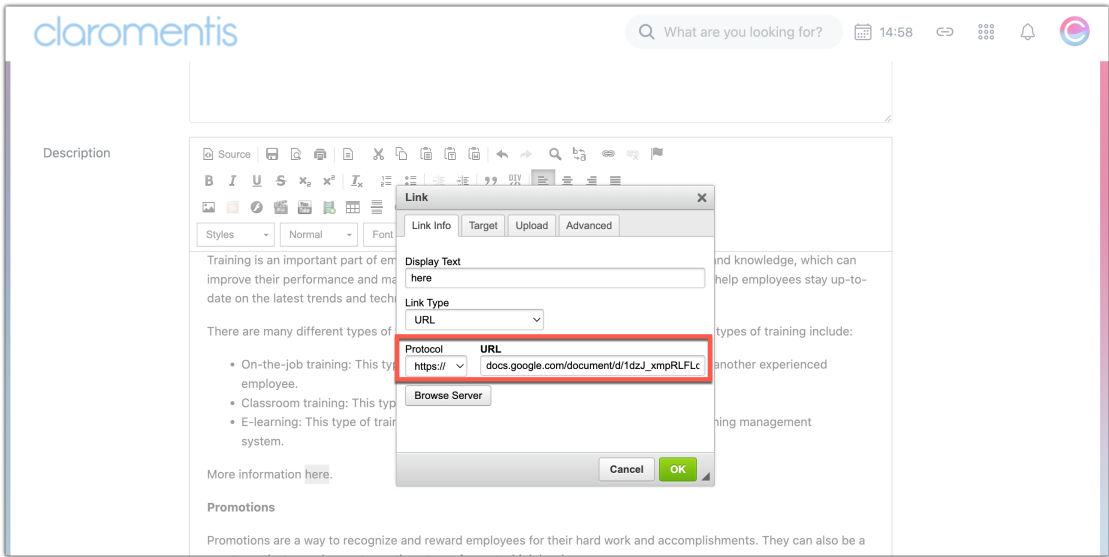 claromentis
What are you looking for?
14:58
Description
Source
Styles
Normal
Font
Link
Link Info
Target
Upload
Advanced
Display Text
here
Link Type
URL
Protocol
URL
https://
docs.google.com/document/d/1dzJ_xmpRLFL
Browse Server
Cancel
OK
Training is an important part of em
and knowledge, which can
improve their performance and ma
help employees stay up-to-
date on the latest trends and tech
There are many different types of
types of training include:
• On-the-job training: This ty
another experienced
employee.
• Classroom training: This typ
• E-learning: This type of trai
ning management
system.
More information here.
Promotions
Promotions are a way to recognize and reward employees for their hard work and accomplishments. They can also be a